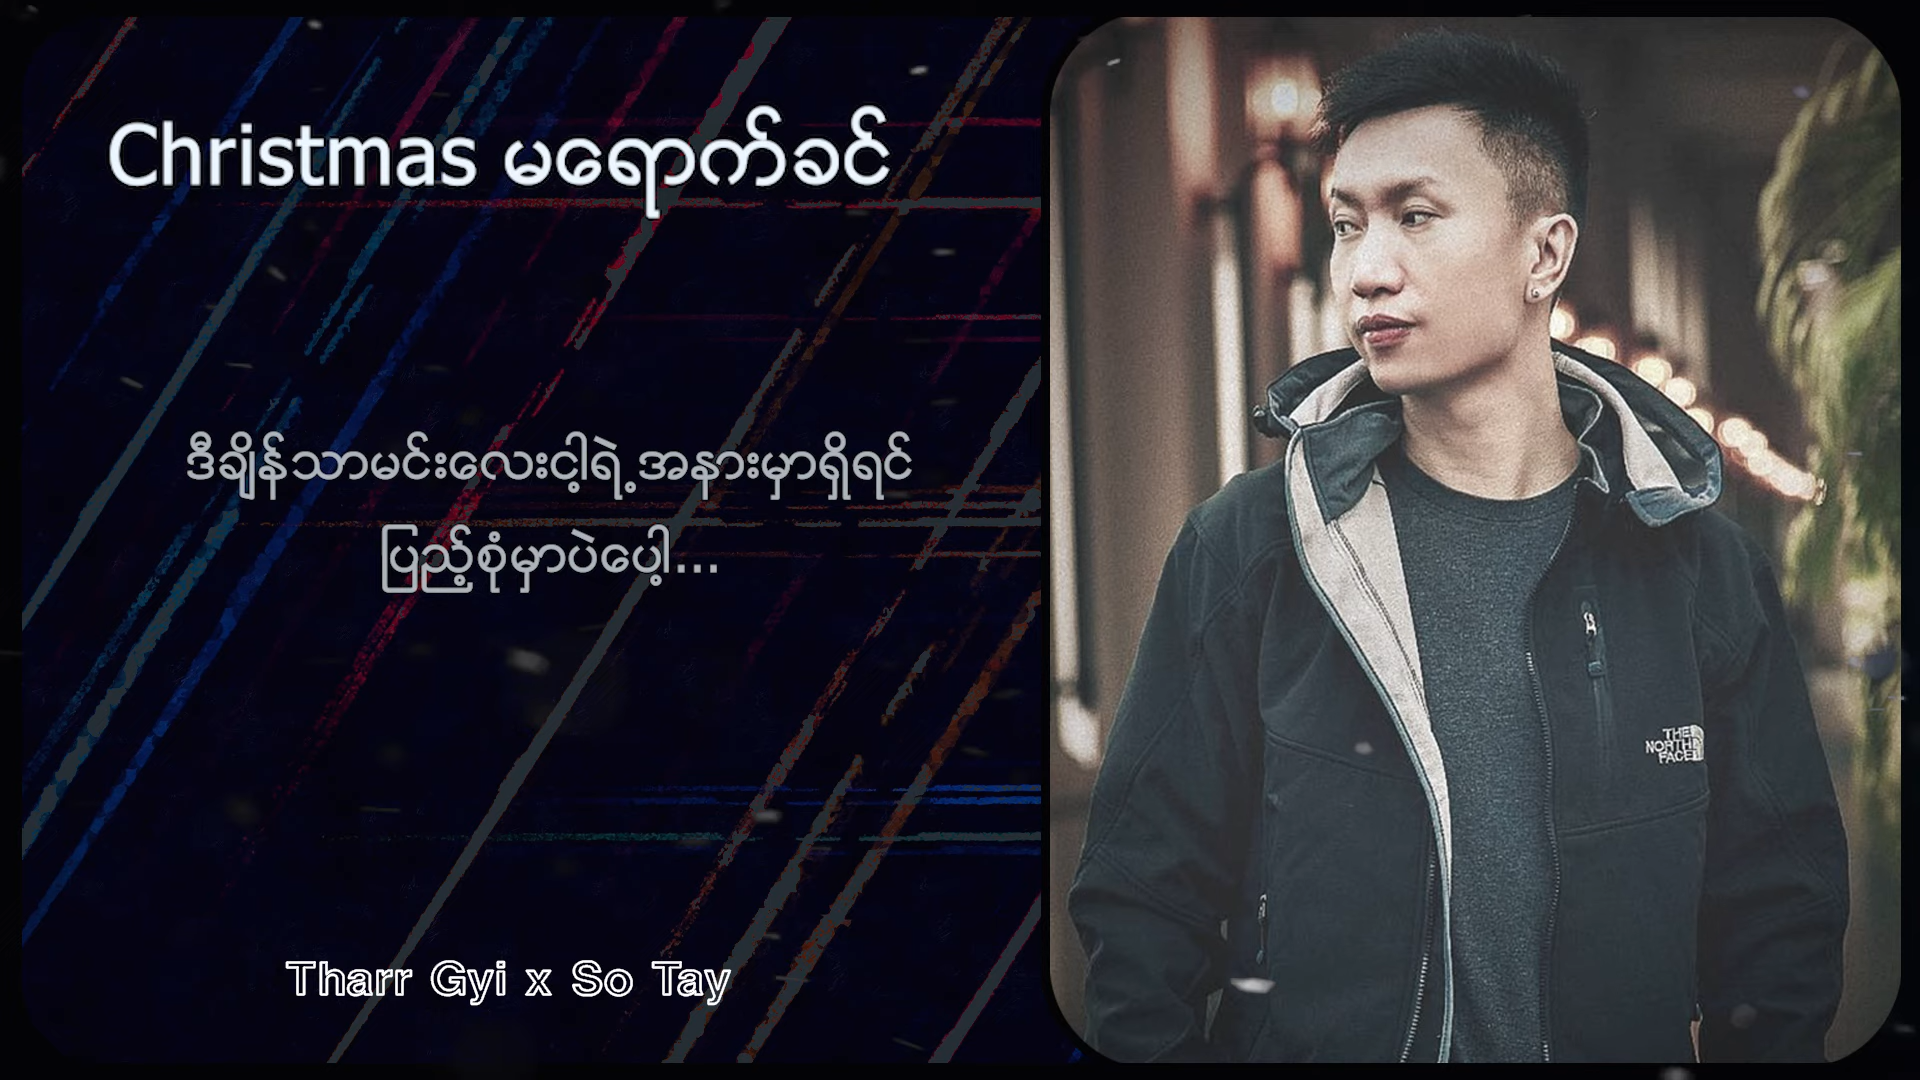 Christmas မရောက်ခင်
ဒီချိန်သာမင်းလေးငါ့ရဲ့အနားမှာရှိရင်
ပြည့်စုံမှာပဲပေါ့...
Tharr Gyi x So Tay
THE
NORTH
FACE